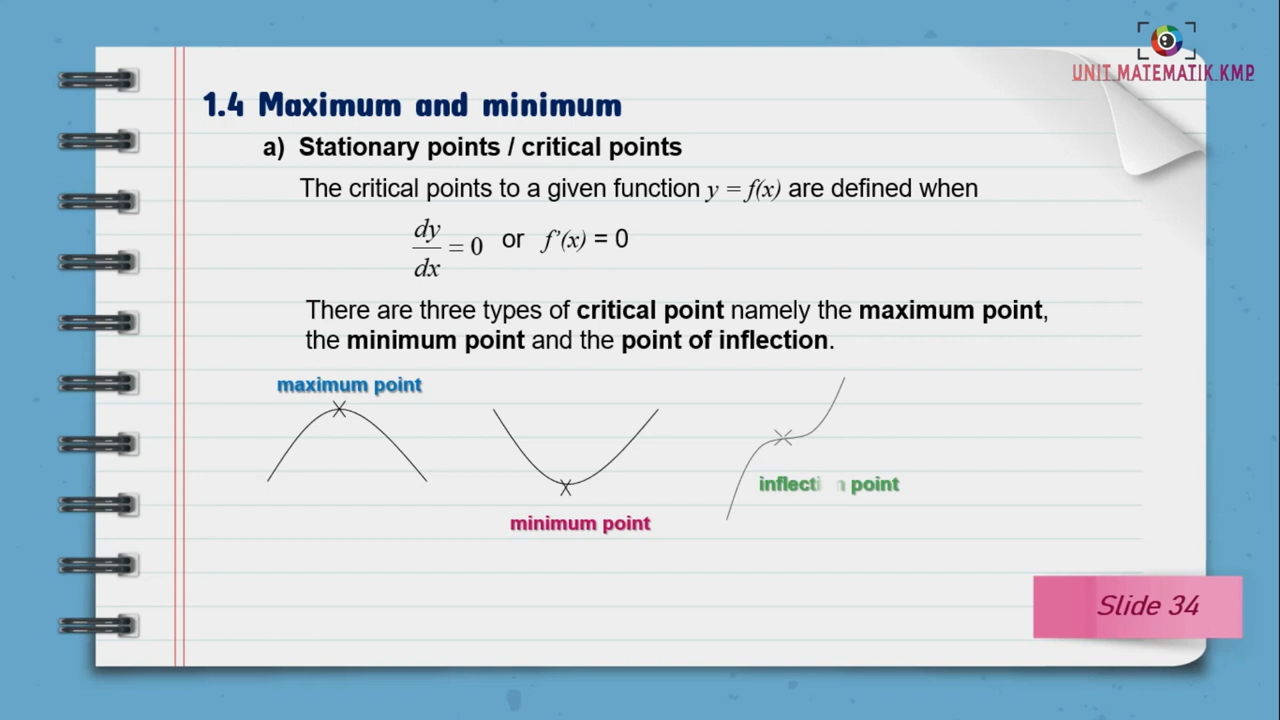 UNIT MATEMATIK.KMP
1.4 Maximum and minimum
a) Stationary points / critical points
The critical points to a given function y = f(x) are defined when
dy/dx = 0 or f'(x) = 0
There are three types of critical point namely the maximum point,
the minimum point and the point of inflection.
maximum point
minimum point
point
Slide 34